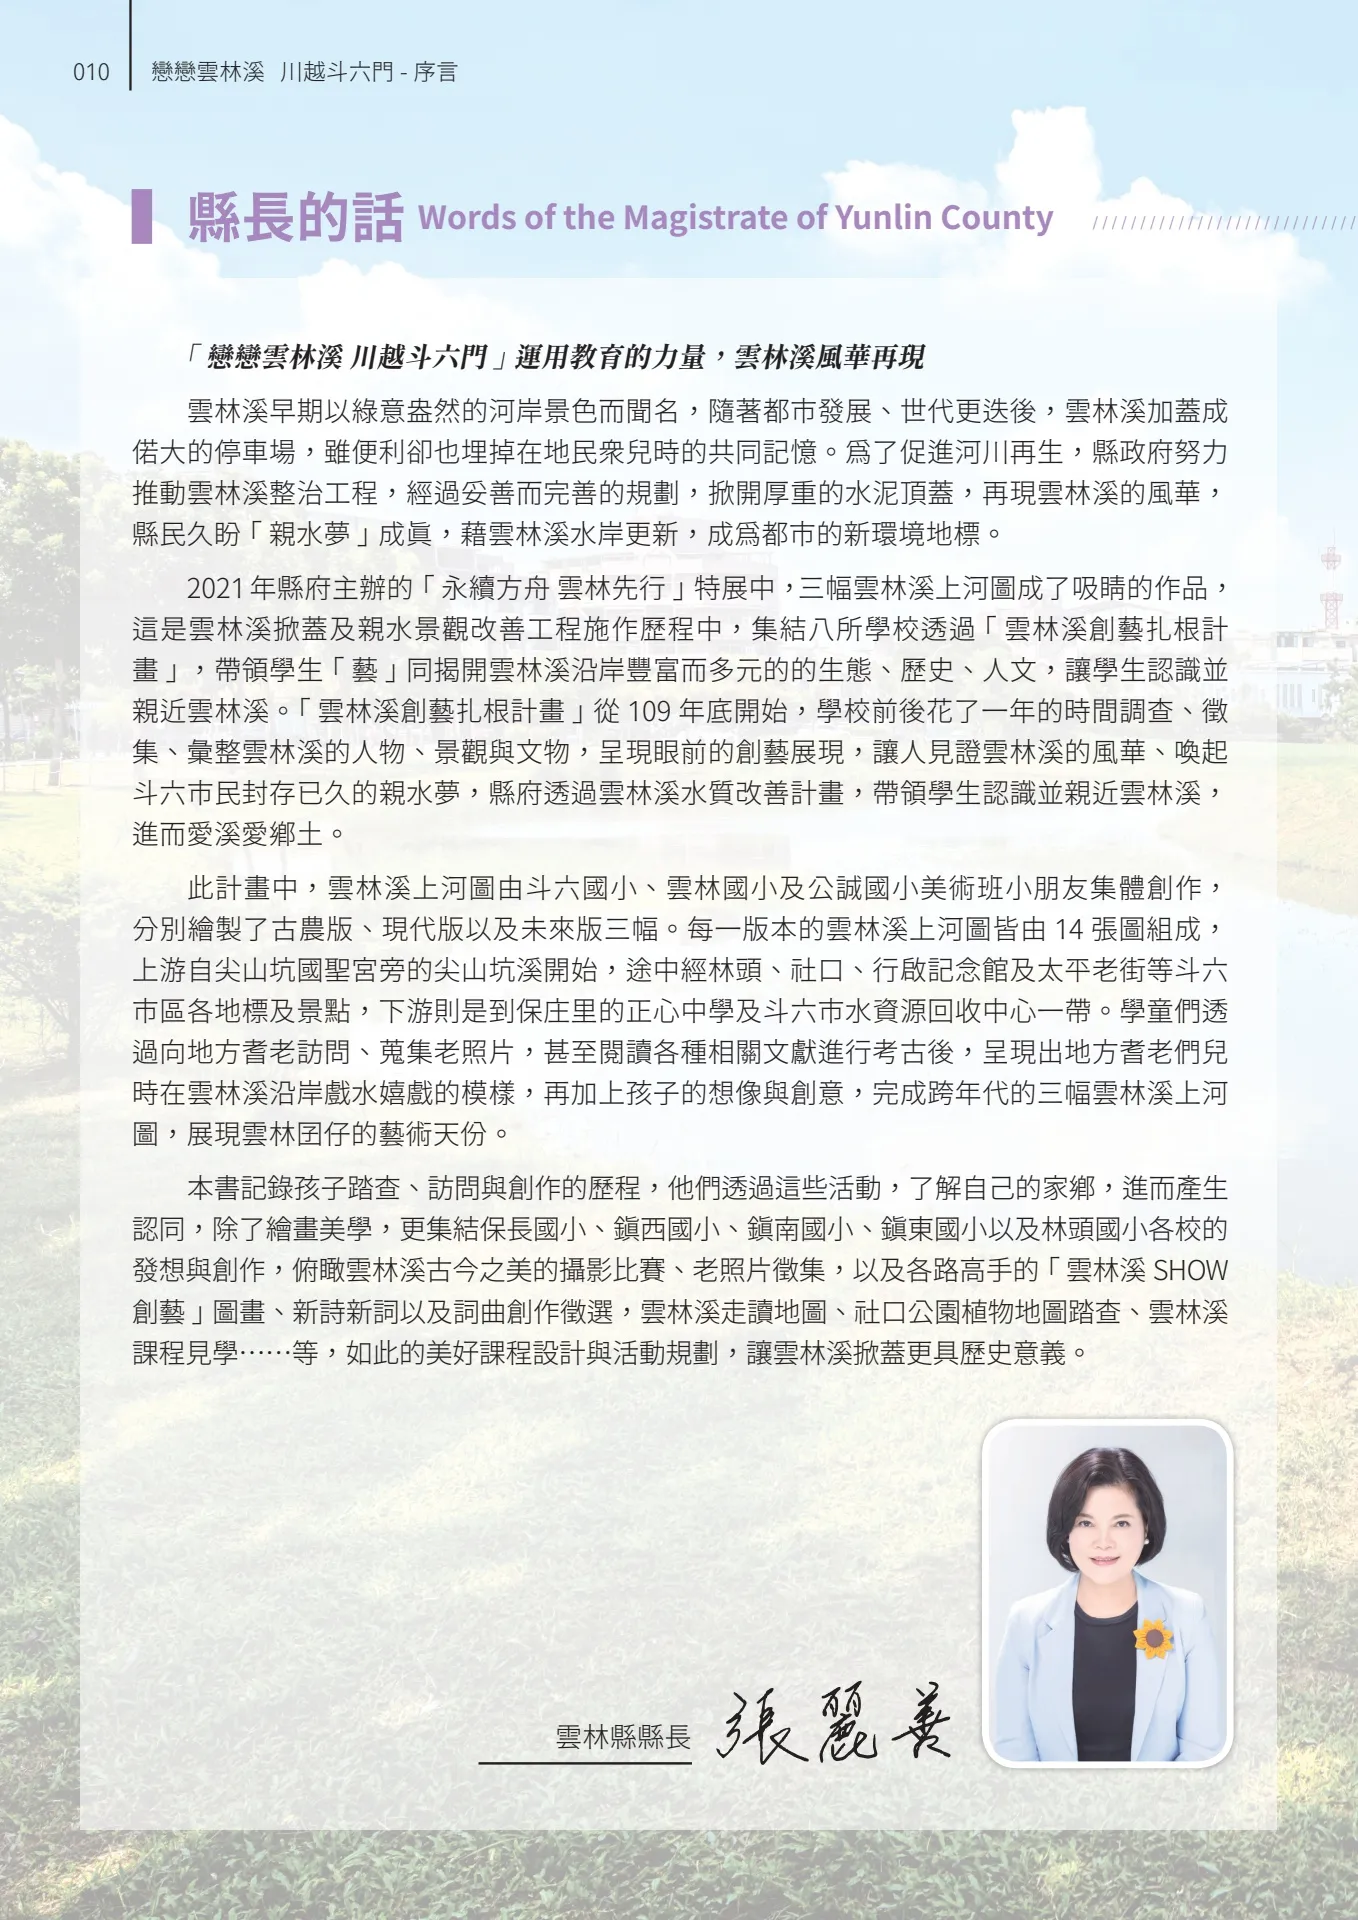 010
戀戀雲林溪 川越斗六門 - 序言
縣長的話 Words of the Magistrate of Yunlin County
「戀戀雲林溪 川越斗六門」運用教育的力量，雲林溪風華再現
雲林溪早期以綠意盎然的河岸景色而聞名，隨著都市發展、世代更迭後，雲林溪加蓋成
偌大的停車場，雖便利卻也埋掉在地民眾兒時的共同記憶。為了促進河川再生，縣政府努力
推動雲林溪整治工程，經過妥善而完善的規劃，掀開厚重的水泥頂蓋，再現雲林溪的風華，
縣民久盼「親水夢」成真，藉雲林溪水岸更新，成為都市的新環境地標。
2021 年縣府主辦的「永續方舟 雲林先行」特展中，三幅雲林溪上河圖成了吸睛的作品，
這是雲林溪掀蓋及親水景觀改善工程施作歷程中，集結八所學校透過「雲林溪創藝扎根計
畫」，帶領學生「藝」同揭開雲林溪沿岸豐富而多元的的生態、歷史、人文，讓學生認識並
親近雲林溪。「雲林溪創藝扎根計畫」從 109 年底開始，學校前後花了一年的時間調查、徵
集、彙整雲林溪的人物、景觀與文物，呈現眼前的創藝展現，讓人見證雲林溪的風華、喚起
斗六市民封存已久的親水夢，縣府透過雲林溪水質改善計畫，帶領學生認識並親近雲林溪，
進而愛溪愛鄉土。
此計畫中，雲林溪上河圖由斗六國小、雲林國小及公誠國小美術班小朋友集體創作，
分別繪製了古農版、現代版以及未來版三幅。每一版本的雲林溪上河圖皆由 14 張圖組成，
上游自尖山坑國聖宮旁的尖山坑溪開始，途中經林頭、社口、行啟記念館及太平老街等斗六
市區各地標及景點，下游則是到保庄里的正心中學及斗六市水資源回收中心一帶。學童們透
過向地方耆老訪問、蒐集老照片，甚至閱讀各種相關文獻進行考古後，呈現出地方耆老們兒
時在雲林溪沿岸戲水嬉戲的模樣，再加上孩子的想像與創意，完成跨年代的三幅雲林溪上河
圖，展現雲林囝仔的藝術天份。
本書記錄孩子踏查、訪問與創作的歷程，他們透過這些活動，了解自己的家鄉，進而產生
認同，除了繪畫美學，更集結保長國小、鎮西國小、鎮南國小、鎮東國小以及林頭國小各校的
發想與創作，俯瞰雲林溪古今之美的攝影比賽、老照片徵集，以及各路高手的「雲林溪 SHOW
創藝」圖畫、新詩新詞以及詞曲創作徵選，雲林溪走讀地圖、社口公園植物地圖踏查、雲林溪
課程見學……等，如此的美好課程設計與活動規劃，讓雲林溪掀蓋更具歷史意義。
雲林縣縣長 張麗善